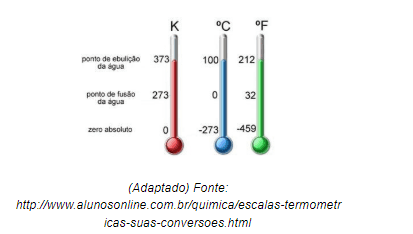 K ºC ºF
ponto de ebulição
da água
373 100 212
ponto de fusão
da água
273 0 32
zero absoluto 0 -273 -459
(Adaptado) Fonte:
http://www.alunosonline.com.br/quimica/escalas-termometr
icas-suas-conversoes.html